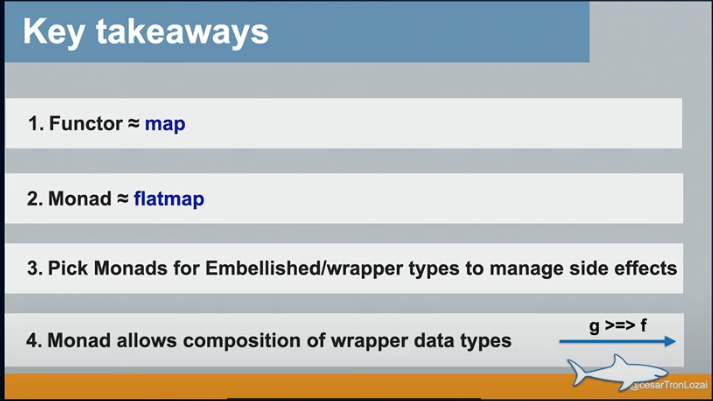 Key takeaways
1. Functor ≈ map
2. Monad ≈ flatmap
3. Pick Monads for Embellished/wrapper types to manage side effects
4. Monad allows composition of wrapper data types
g >=> f
@cesarTronLozai